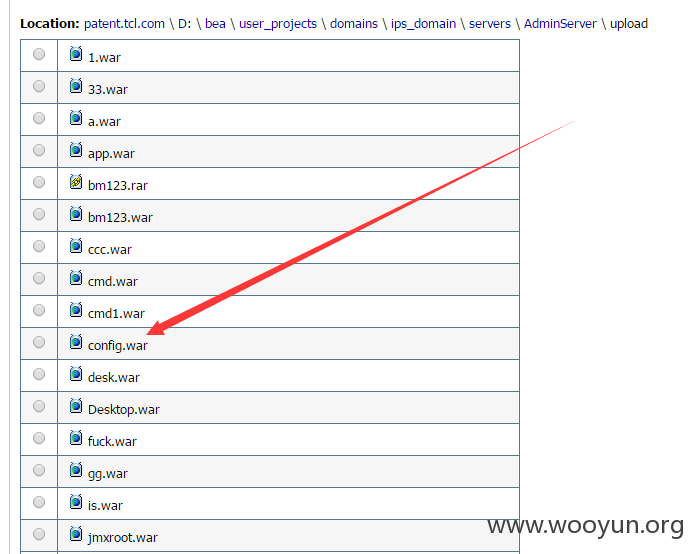 Location: patent.tcl.com \ D: \ bea \ user_projects \ domains \ ips_domain \ servers \ AdminServer \ upload
1.war
33.war
a.war
app.war
bm123.rar
bm123.war
ccc.war
cmd.war
cmd1.war
config.war
desk.war
Desktop.war
fuck.war
gg.war
is.war
jmxroot.war
www.wooyun.org